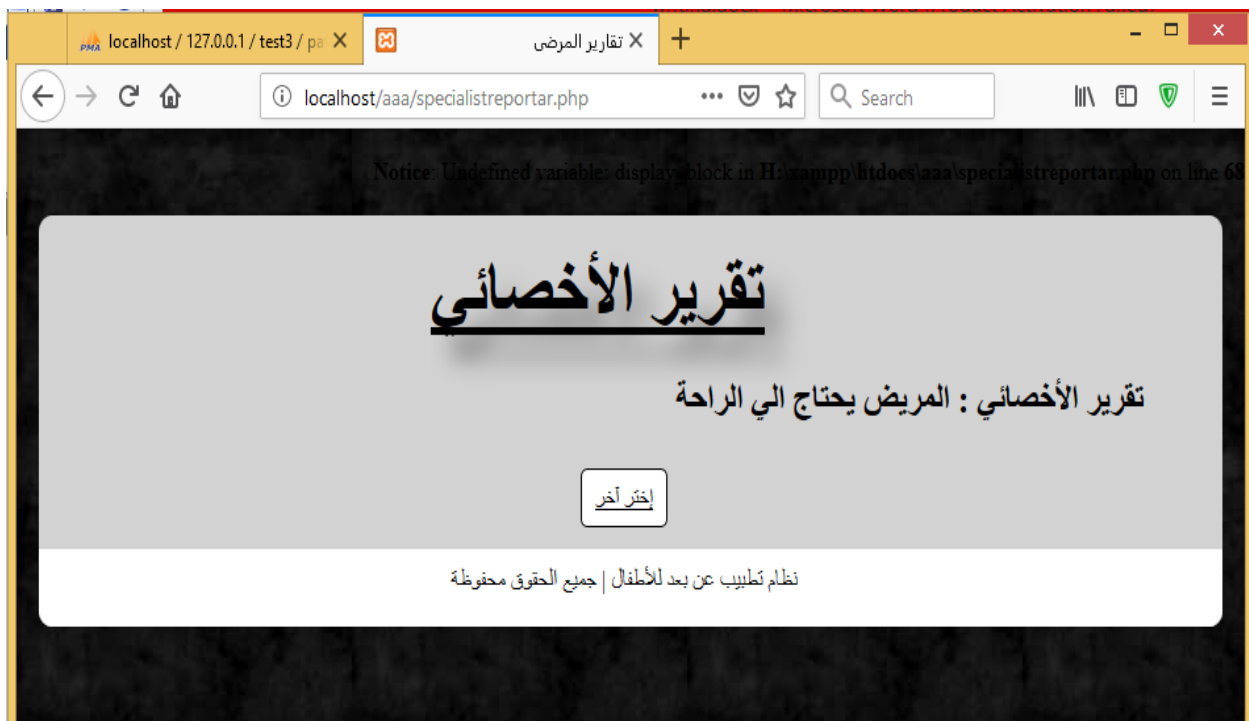 localhost / 127.0.0.1 / test3 / pa
تقارير المرضى
localhost/aaa/specialistreportar.php
Search
Notice: Undefined variable: display_block in H:\xampp\htdocs\aaa\specialistreportar.php on line 68
تقرير الأخصائي
تقرير الأخصائي : المريض يحتاج الي الراحة
إختر آخر
نظام تطبيب عن بعد للأطفال | جميع الحقوق محفوظة